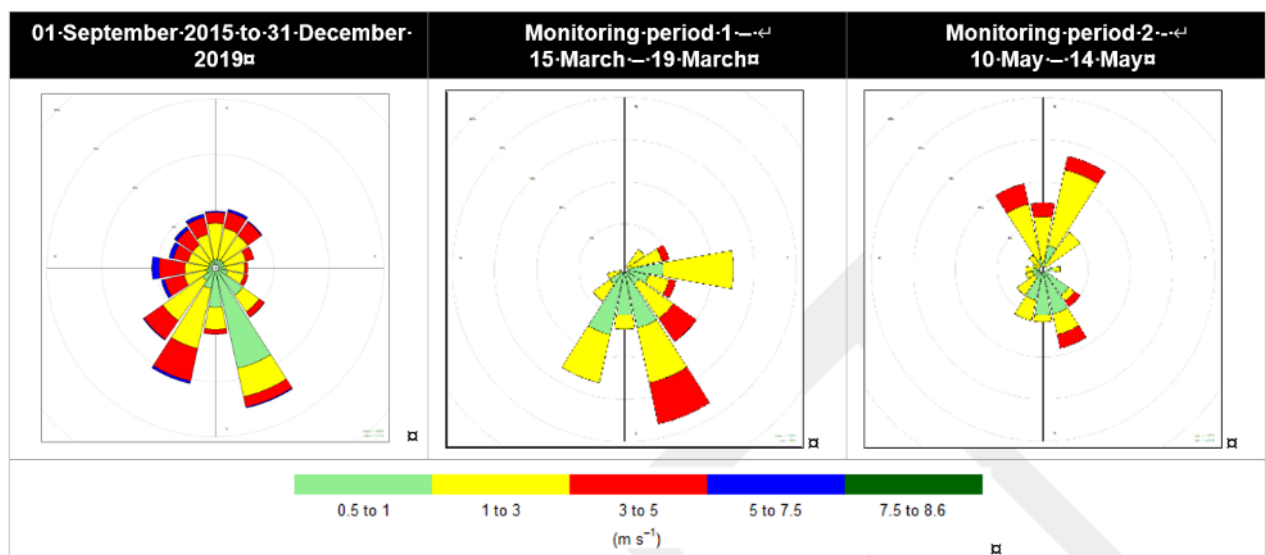 01·September·2015·to·31·December·
2019¤
Monitoring·period·1·–·↵
15·March·–·19·March¤
Monitoring·period·2·-·↵
10·May·–·14·May¤
¤
¤
¤
0.5 to 1
1 to 3
3 to 5
5 to 7.5
7.5 to 8.6
(m s⁻¹)
¤